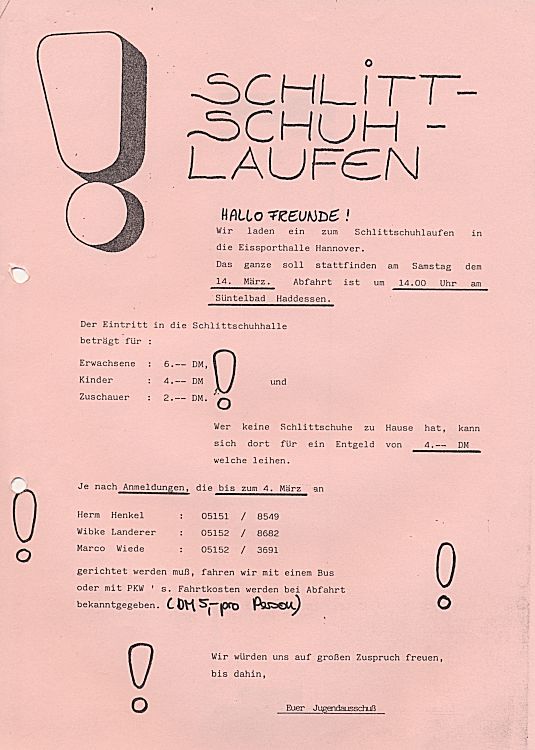 SCHLITT-
SCHUH-
LAUFEN
HALLO FREUNDE!
Wir laden ein zum Schlittschuhlaufen in
die Eissporthalle Hannover.
Das ganze soll stattfinden am Samstag dem
14. März. Abfahrt ist um 14.00 Uhr am
Süntelbad Haddessen.
Der Eintritt in die Schlittschuhhalle
beträgt für :
Erwachsene : 6.-- DM,
Kinder : 4.-- DM und
Zuschauer : 2.-- DM.
Wer keine Schlittschuhe zu Hause hat, kann
sich dort für ein Entgeld von 4.-- DM
welche leihen.
Je nach Anmeldungen, die bis zum 4. März an
Herm Henkel : 05151 / 8549
Wibke Landerer : 05152 / 8682
Marco Wiede : 05152 / 3691
gerichtet werden muß, fahren wir mit einem Bus
oder mit PKW ' s. Fahrtkosten werden bei Abfahrt
bekanntgegeben. (DM 5,- pro Person)
Wir würden uns auf großen Zuspruch freuen,
bis dahin,
Euer Jugendausschuß